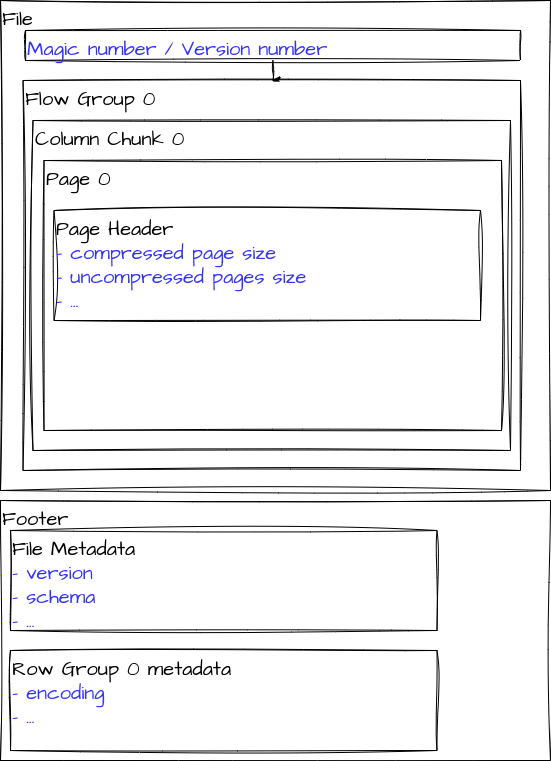 File
Magic number / Version number
Flow Group 0
Column Chunk 0
Page 0
Page Header
- compressed page size
- uncompressed pages size
- ...
Footer
File Metadata
- version
- schema
- ...
Row Group 0 metadata
- encoding
- ...